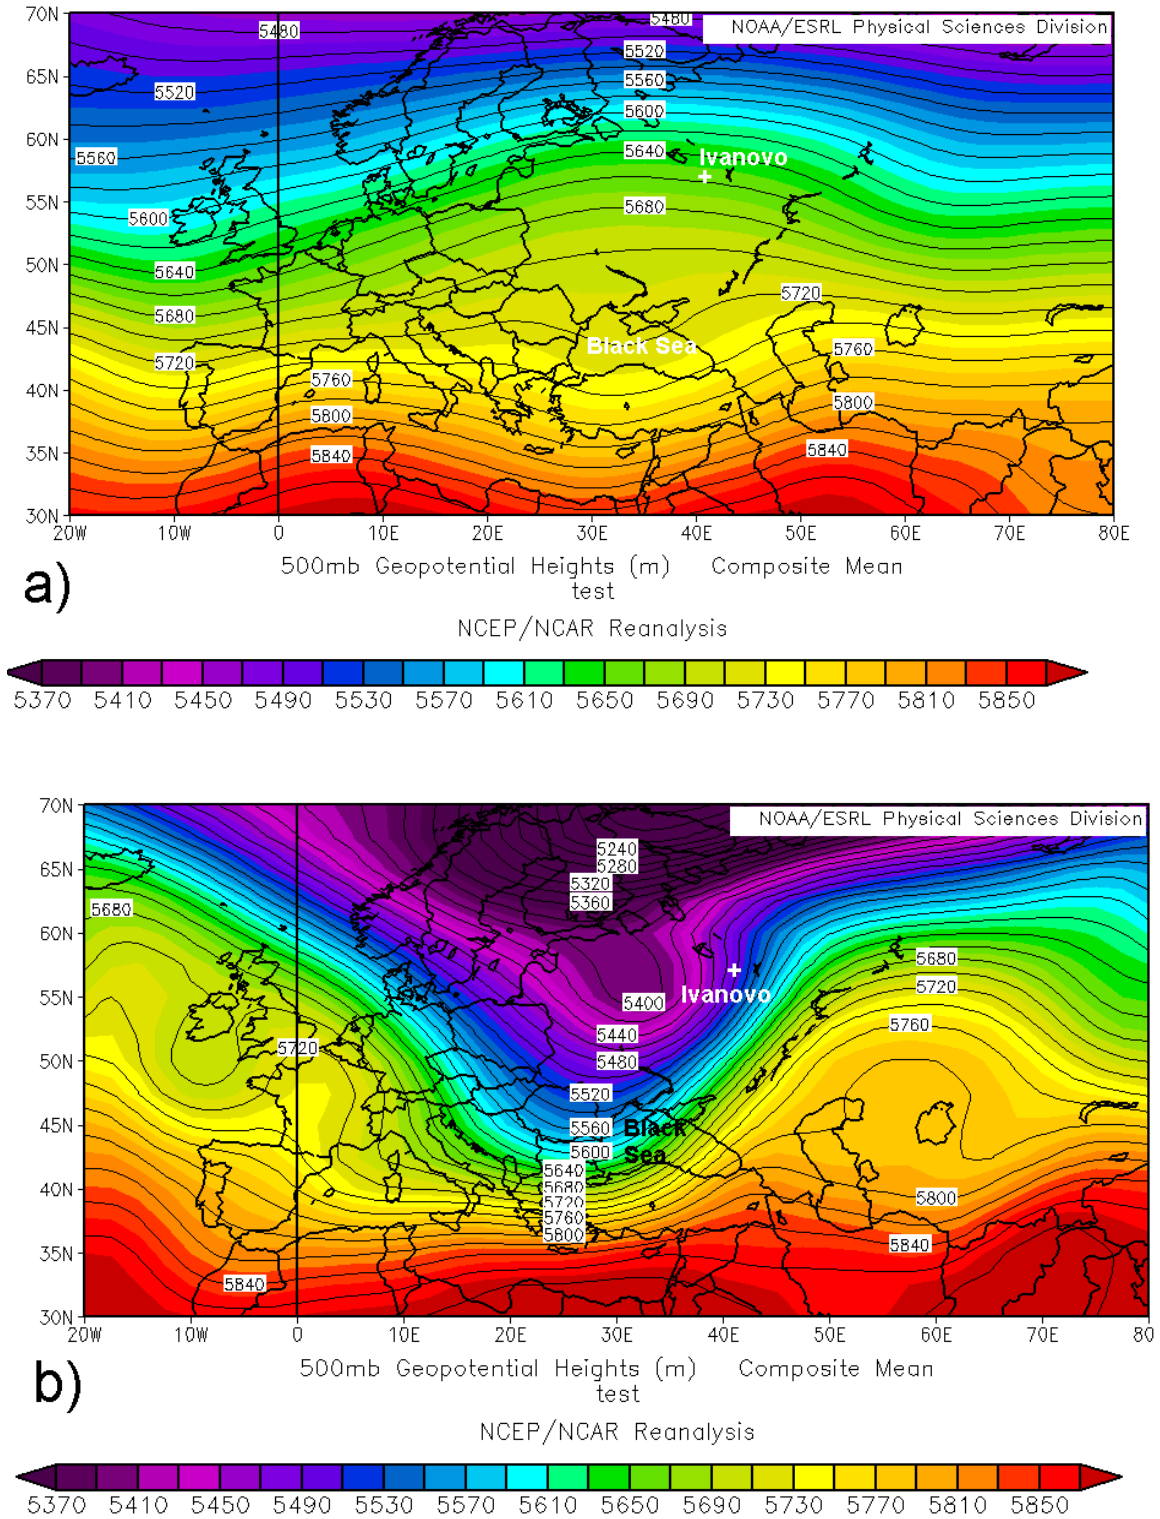 70N
5480
5480
NOAA/ESRL Physical Sciences Division
65N
5520
5520
5560
60N
5600
5560
5640
Ivanovo
55N
5600
5680
50N
5640
5720
45N
5680
Black Sea
5760
5720
40N
5760
5800
5800
35N
5840
5840
30N
20W 10W 0 10E 20E 30E 40E 50E 60E 70E 80E
500mb Geopotential Heights (m) Composite Mean
a)
test
NCEP/NCAR Reanalysis
5370 5410 5450 5490 5530 5570 5610 5650 5690 5730 5770 5810 5850
70N
NOAA/ESRL Physical Sciences Division
5240
65N
5280
5320
5360
5680
60N
5680
Ivanovo
5720
55N
5400
5760
5440
50N
5720
5480
5520
45N
5560
Black
Sea
5600
5640
40N
5680
5800
5720
5760
5800
35N
5840
5840
30N
20W 10W 0 10E 20E 30E 40E 50E 60E 70E 80
500mb Geopotential Heights (m) Composite Mean
b)
test
NCEP/NCAR Reanalysis
5370 5410 5450 5490 5530 5570 5610 5650 5690 5730 5770 5810 5850